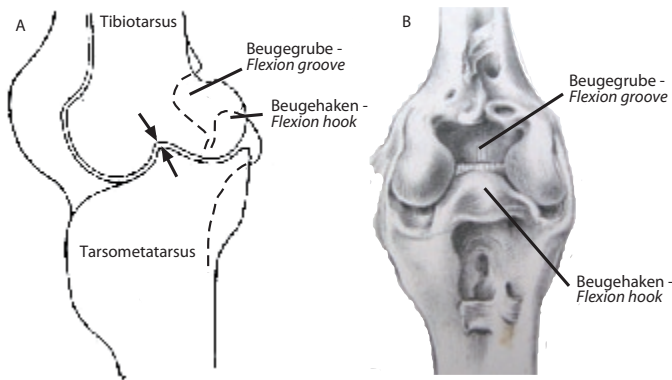 A
Tibiotarsus
Beugegrube -
Flexion groove
Beugehaken -
Flexion hook
Tarsometatarsus
B
Beugegrube -
Flexion groove
Beugehaken -
Flexion hook